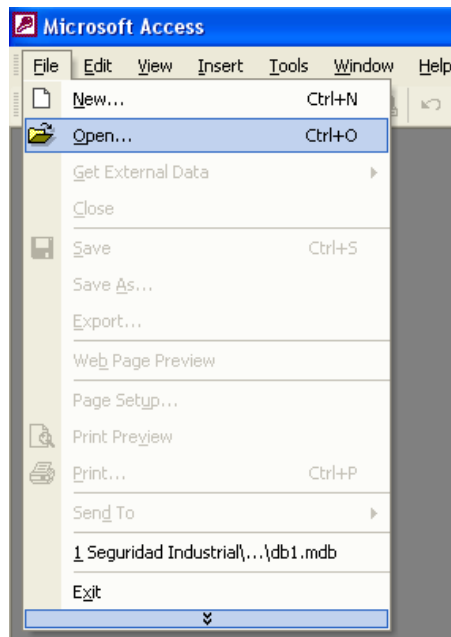 Microsoft Access
File Edit View Insert Tools Window Help
New... Ctrl+N
Open... Ctrl+O
Get External Data
Close
Save Ctrl+S
Save As...
Export...
Web Page Preview
Page Setup...
Print Preview
Print... Ctrl+P
Send To
1 Seguridad Industrial\...\db1.mdb
Exit